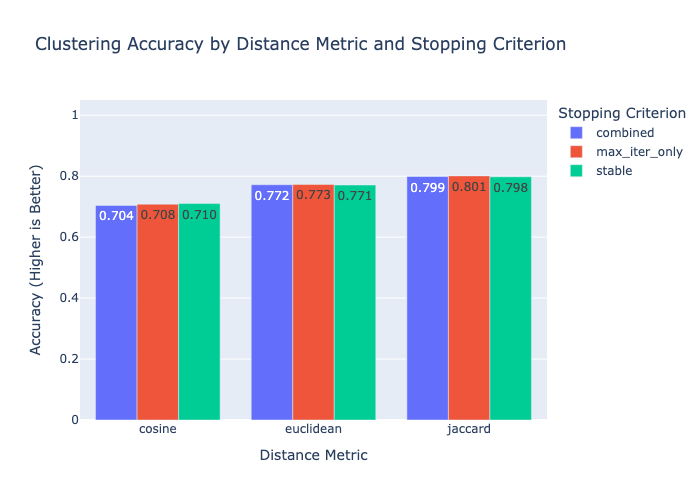 Clustering Accuracy by Distance Metric and Stopping Criterion
Stopping Criterion
combined
max_iter_only
stable
Accuracy (Higher is Better)
1
0.8
0.6
0.4
0.2
0
0.704 0.708 0.710
0.772 0.773 0.771
0.799 0.801 0.798
cosine euclidean jaccard
Distance Metric